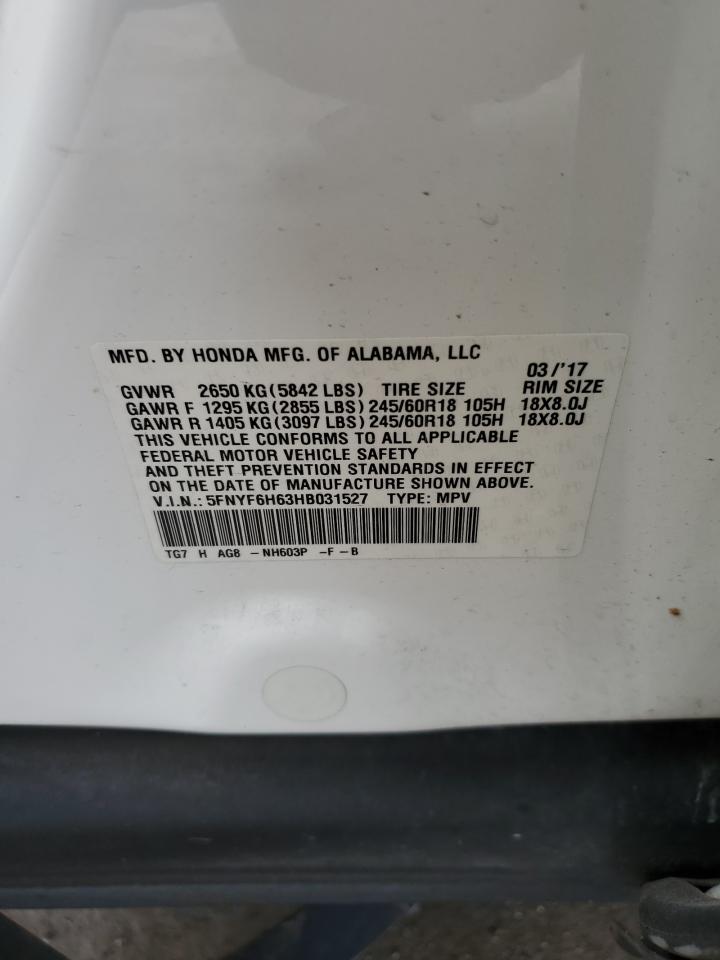 MFD. BY HONDA MFG. OF ALABAMA, LLC 03/'17
GVWR 2650 KG(5842 LBS) TIRE SIZE RIM SIZE
GAWR F 1295 KG(2855 LBS)245/60R18 105H 18X8.0J
GAWR R 1405 KG(3097 LBS)245/60R18 105H 18X8.0J
THIS VEHICLE CONFORMS TO ALL APPLICABLE
FEDERAL MOTOR VEHICLE SAFETY
AND THEFT PREVENTION STANDARDS IN EFFECT
ON THE DATE OF MANUFACTURE SHOWN ABOVE.
V.I.N.: 5FNYF6H63HB031527 TYPE: MPV
TG7 H AG8 -NH603P -F-B